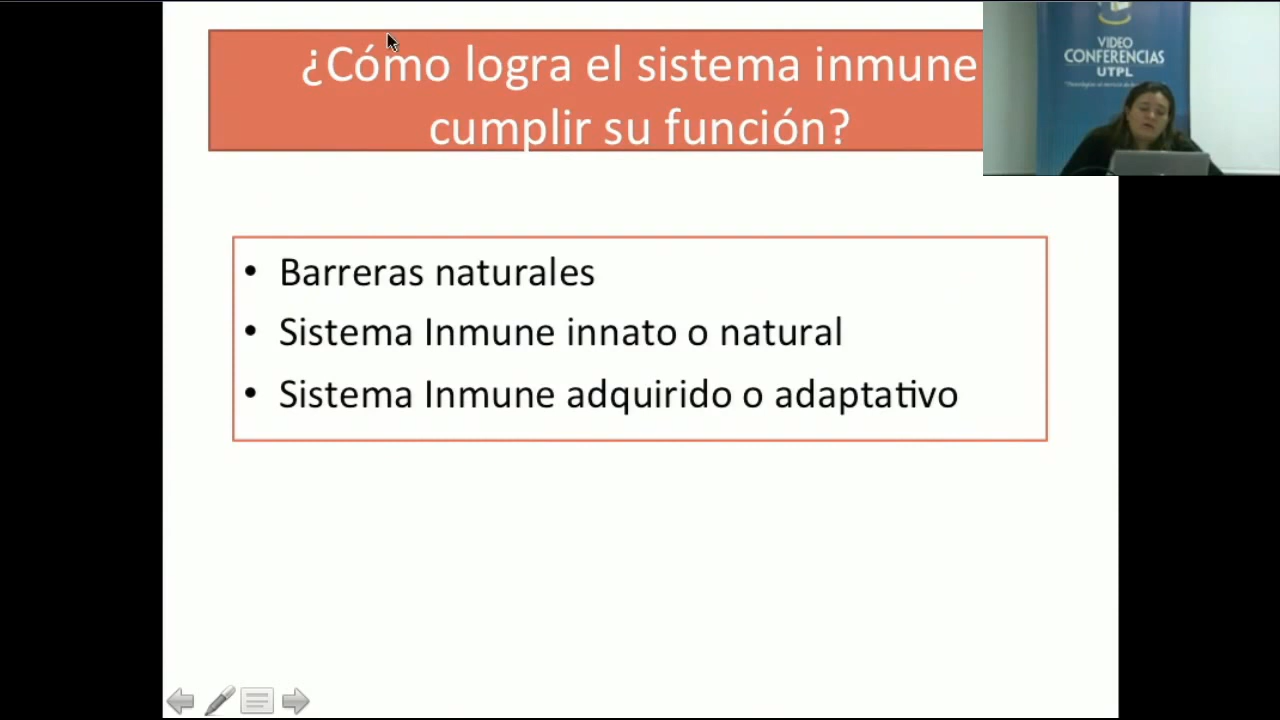 ¿Cómo logra el sistema inmune
cumplir su función?
VIDEO
CONFERENCIAS
UTPL
• Barreras naturales
• Sistema Inmune innato o natural
• Sistema Inmune adquirido o adaptativo